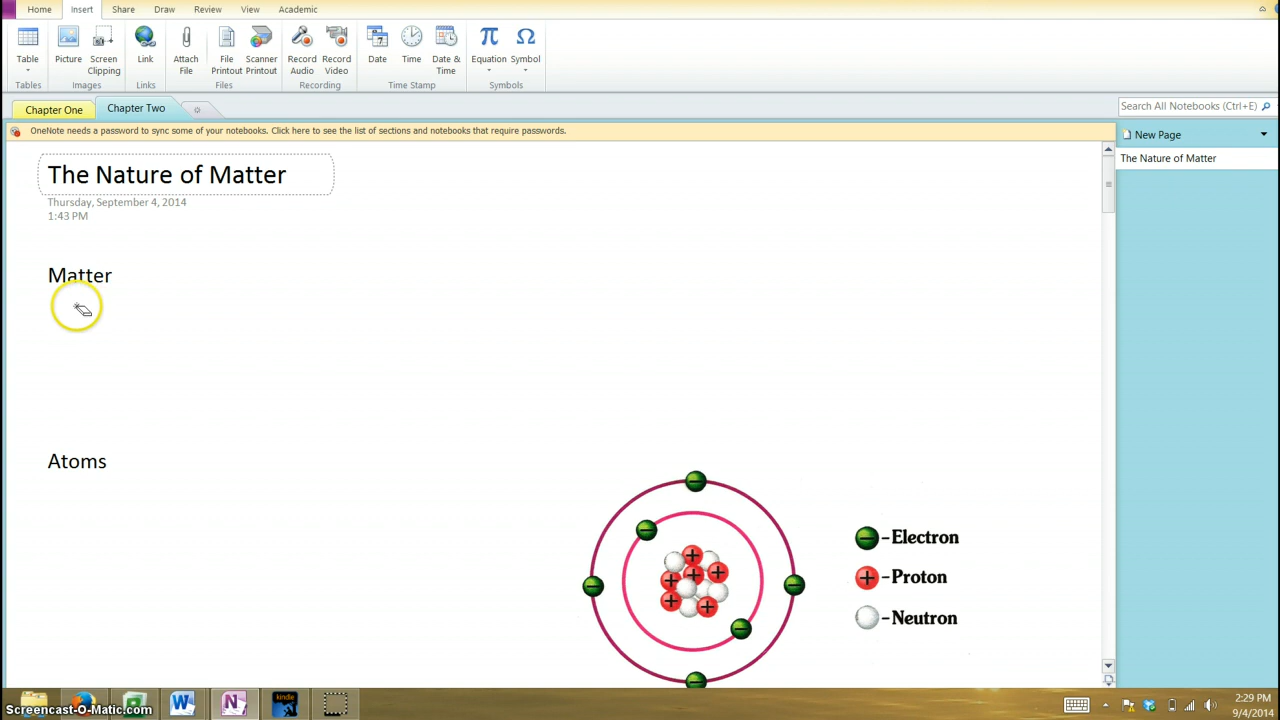 Home Insert Share Draw Review View Academic
Table Picture Screen Clipping Link Attach File File Printout Scanner Printout Record Audio Record Video Date Time Date & Time Equation Symbol
Tables Images Links Files Recording Time Stamp Symbols
Chapter One Chapter Two
Search All Notebooks (Ctrl+E)
OneNote needs a password to sync some of your notebooks. Click here to see the list of sections and notebooks that require passwords.
New Page
The Nature of Matter
The Nature of Matter
Thursday, September 4, 2014
1:43 PM
Matter
Atoms
-Electron
-Proton
-Neutron
kindle
Screencast-O-Matic.com
2:29 PM
9/4/2014